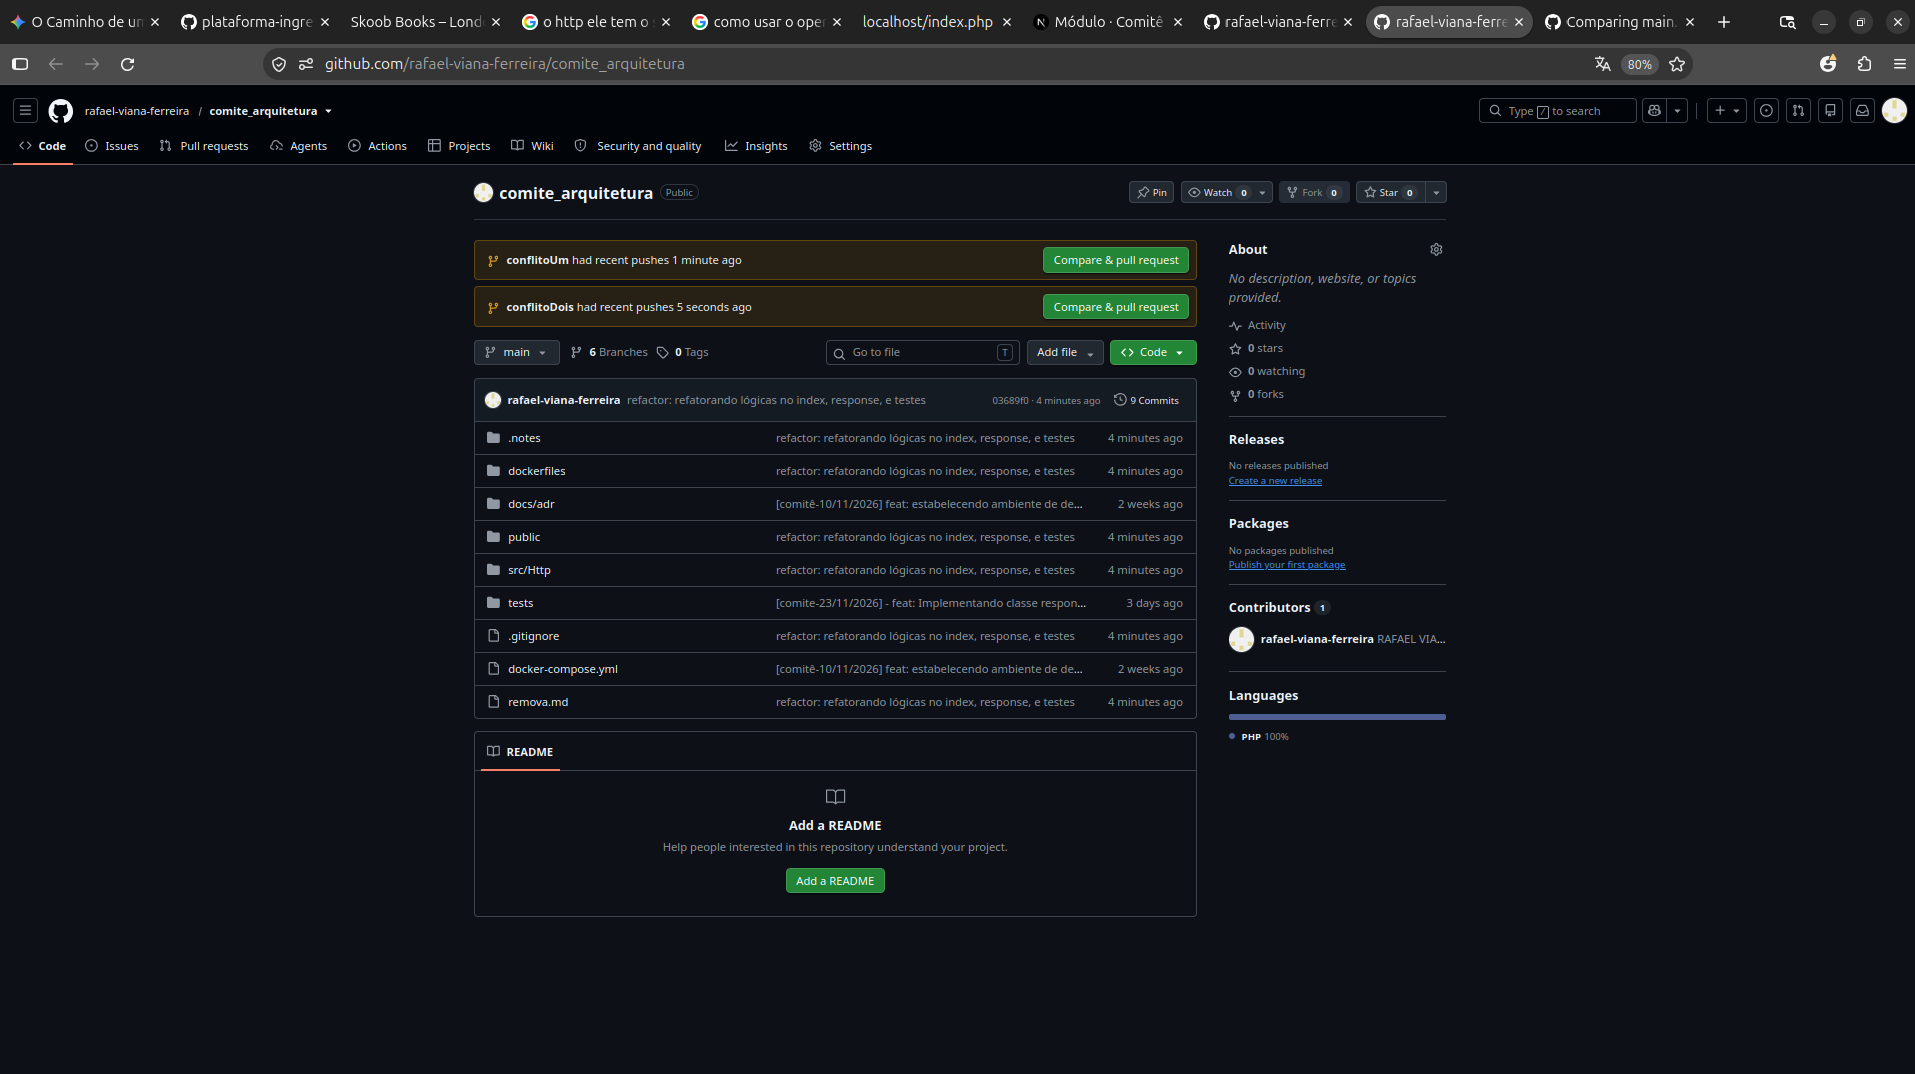 O Caminho de un
plataforma-ingre
Skoob Books – Lond
o http ele tem o s
como usar o oper
localhost/index.php
Módulo · Comitê
rafael-viana-ferre
rafael-viana-ferre
Comparing main.
github.com/rafael-viana-ferreira/comite_arquitetura
80%
rafael-viana-ferreira / comite_arquitetura
Type / to search
Code
Issues
Pull requests
Agents
Actions
Projects
Wiki
Security and quality
Insights
Settings
comite_arquitetura Public
Pin
Watch 0
Fork 0
Star 0
conflitoUm had recent pushes 1 minute ago
Compare & pull request
conflitoDois had recent pushes 5 seconds ago
Compare & pull request
main
6 Branches
0 Tags
Go to file
T
Add file
Code
rafael-viana-ferreira refactor: refatorando lógicas no index, response, e testes 03689f0 · 4 minutes ago 9 Commits
.notes refactor: refatorando lógicas no index, response, e testes 4 minutes ago
dockerfiles refactor: refatorando lógicas no index, response, e testes 4 minutes ago
docs/adr [comitê-10/11/2026] feat: estabelecendo ambiente de de... 2 weeks ago
public refactor: refatorando lógicas no index, response, e testes 4 minutes ago
src/Http refactor: refatorando lógicas no index, response, e testes 4 minutes ago
tests [comite-23/11/2026] - feat: Implementando classe respon... 3 days ago
.gitignore refactor: refatorando lógicas no index, response, e testes 4 minutes ago
docker-compose.yml [comitê-10/11/2026] feat: estabelecendo ambiente de de... 2 weeks ago
remova.md refactor: refatorando lógicas no index, response, e testes 4 minutes ago
README
Add a README
Help people interested in this repository understand your project.
Add a README
About
No description, website, or topics
provided.
Activity
0 stars
0 watching
0 forks
Releases
No releases published
Create a new release
Packages
No packages published
Publish your first package
Contributors 1
rafael-viana-ferreira RAFAEL VIA...
Languages
PHP 100%